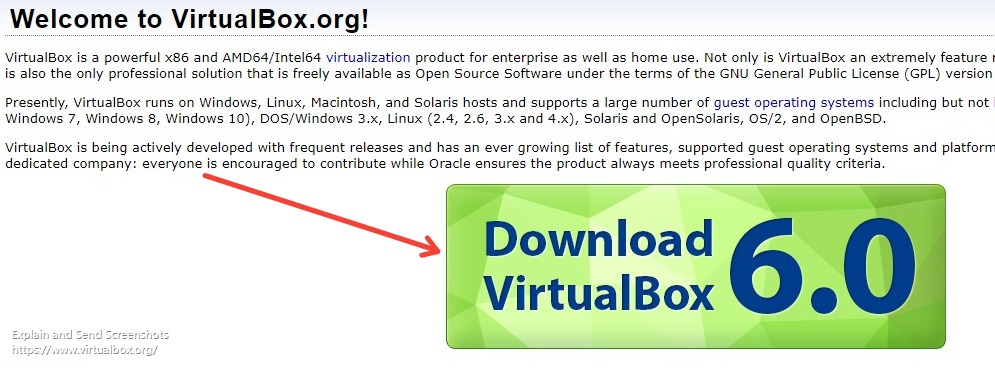 Welcome to VirtualBox.org!
VirtualBox is a powerful x86 and AMD64/Intel64 virtualization product for enterprise as well as home use. Not only is VirtualBox an extremely feature
is also the only professional solution that is freely available as Open Source Software under the terms of the GNU General Public License (GPL) version
Presently, VirtualBox runs on Windows, Linux, Macintosh, and Solaris hosts and supports a large number of guest operating systems including but not
Windows 7, Windows 8, Windows 10), DOS/Windows 3.x, Linux (2.4, 2.6, 3.x and 4.x), Solaris and OpenSolaris, OS/2, and OpenBSD.
VirtualBox is being actively developed with frequent releases and has an ever growing list of features, supported guest operating systems and platform
dedicated company: everyone is encouraged to contribute while Oracle ensures the product always meets professional quality criteria.
Download
VirtualBox
6.0
Explain and Send Screenshots
https://www.virtualbox.org/